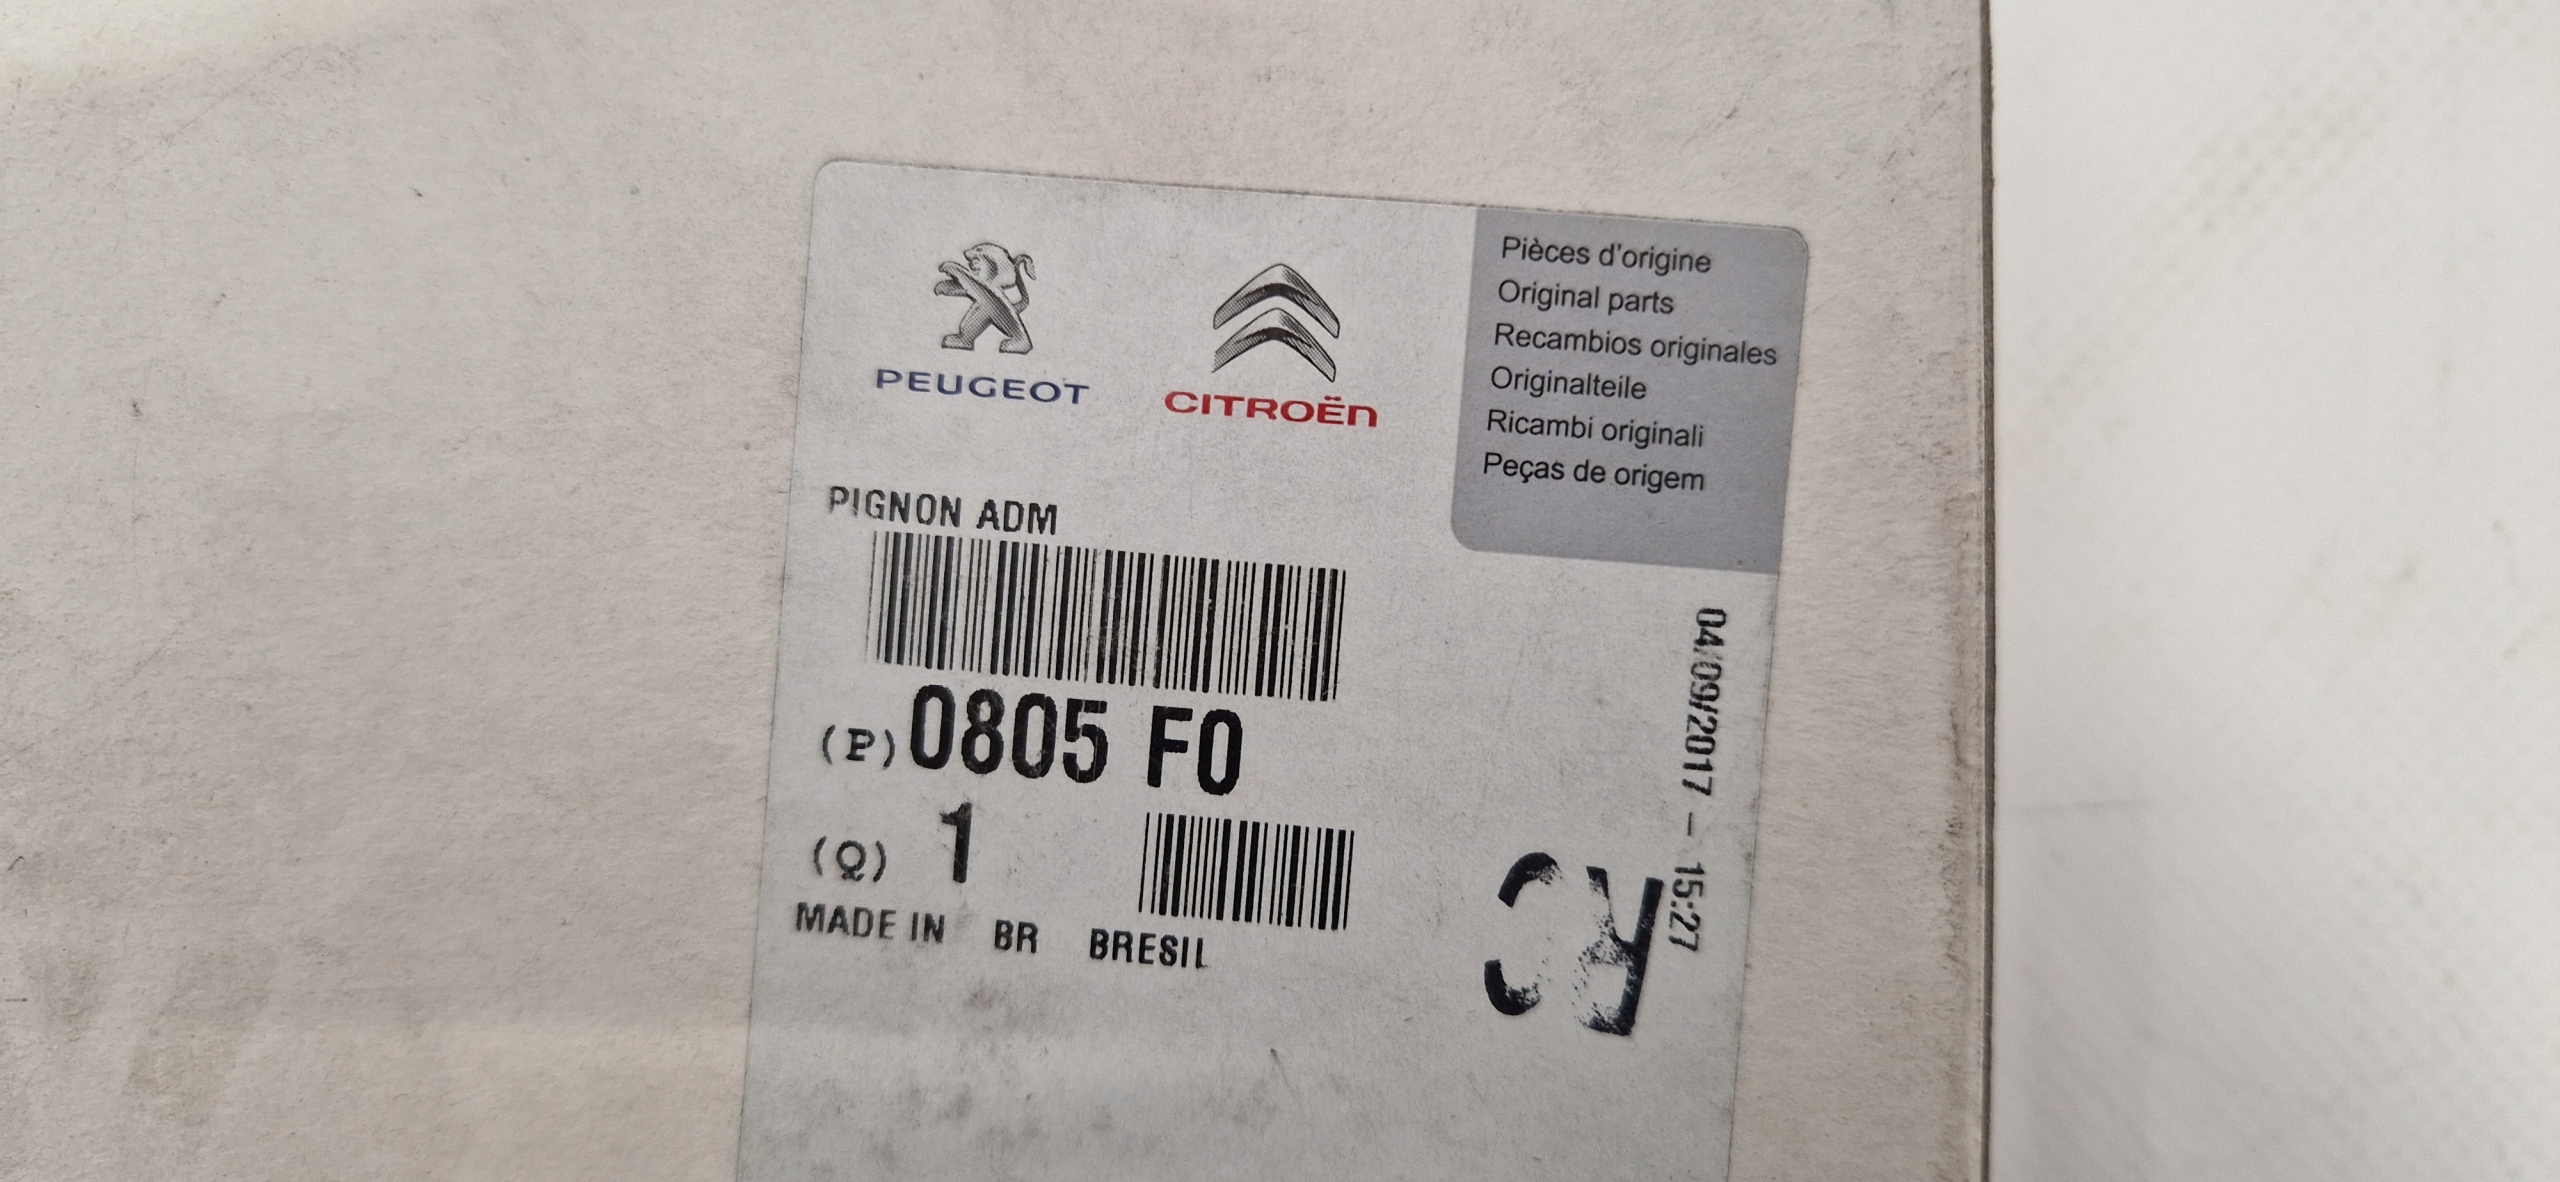 PEUGEOT
CITROËN
Pièces d'origine
Original parts
Recambios originales
Originalteile
Ricambi originali
Peças de origem
PIGNON ADM
(P) 0805 F0
(Q) 1
MADE IN BR BRESIL
04/09/2017 – 15:27